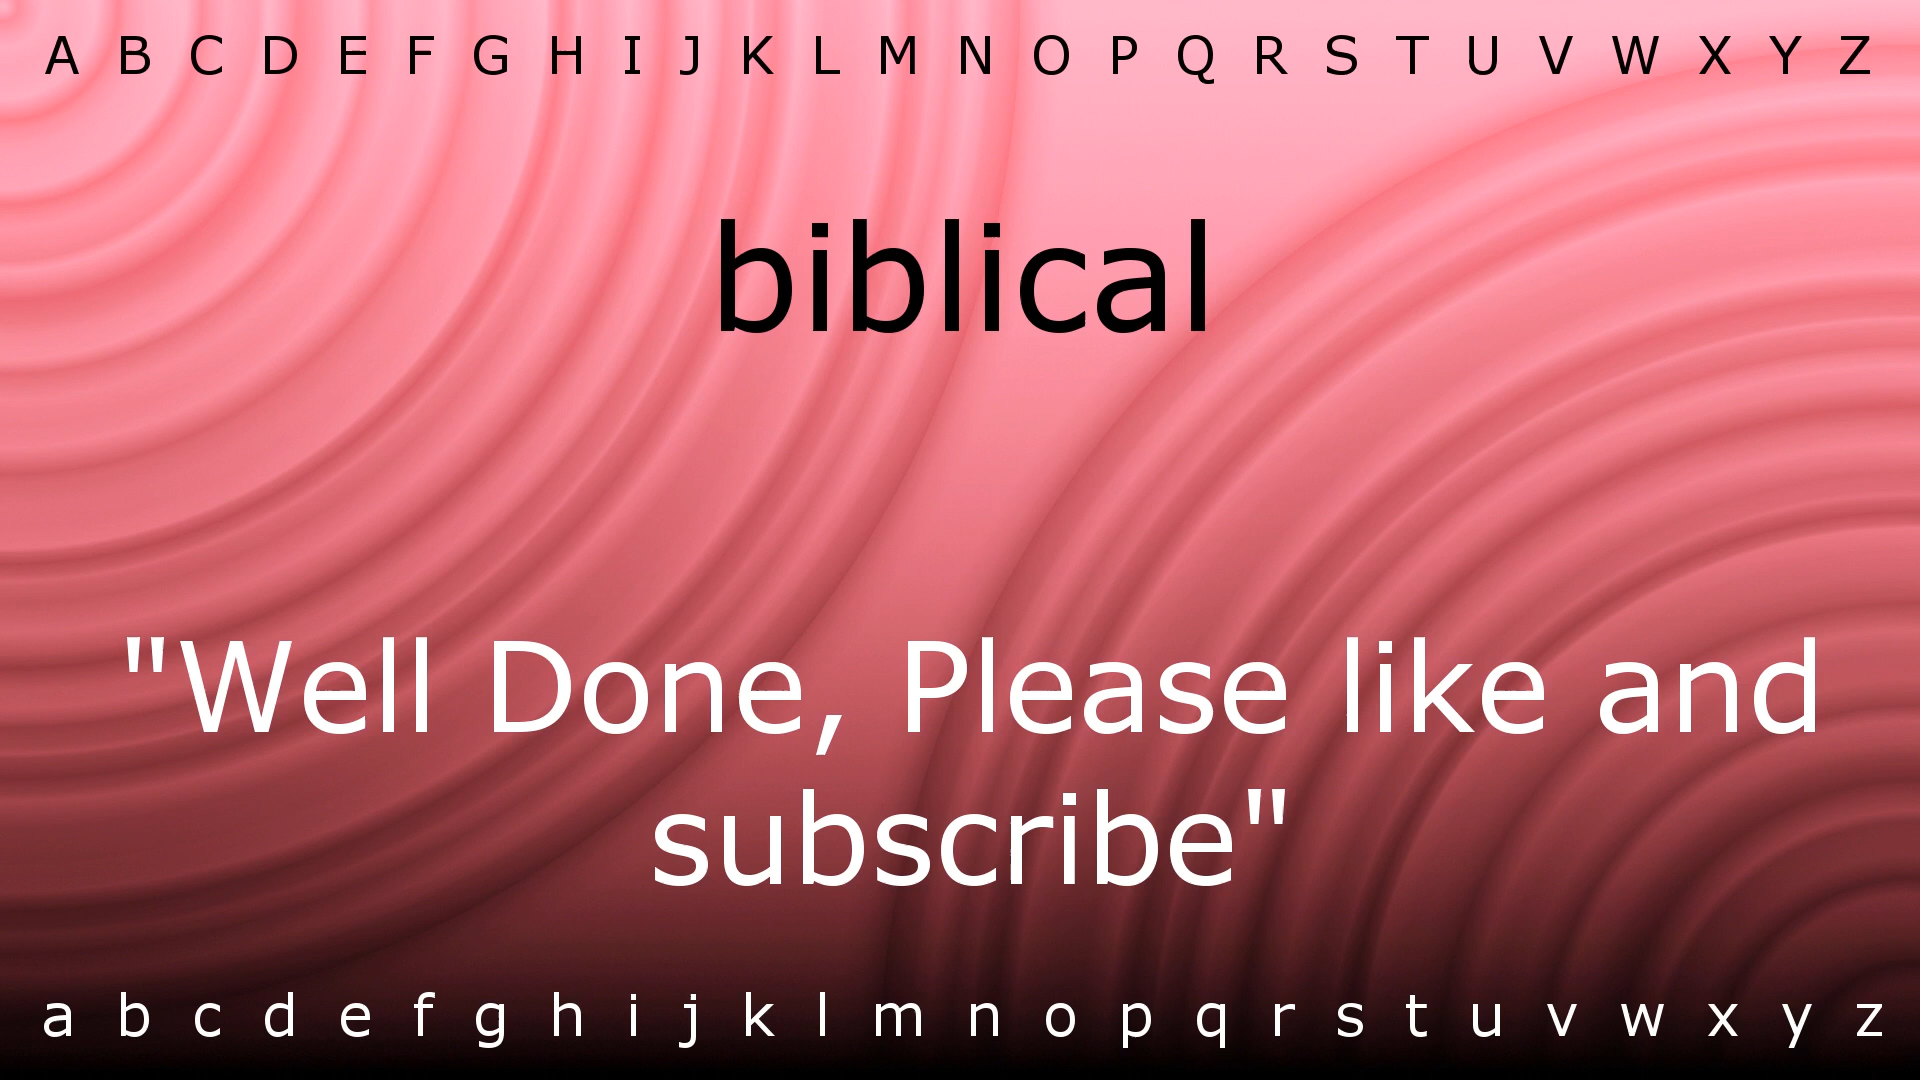 A B C D E F G H I J K L M N O P Q R S T U V W X Y Z
biblical
"Well Done, Please like and
subscribe"
a b c d e f g h i j k l m n o p q r s t u v w x y z